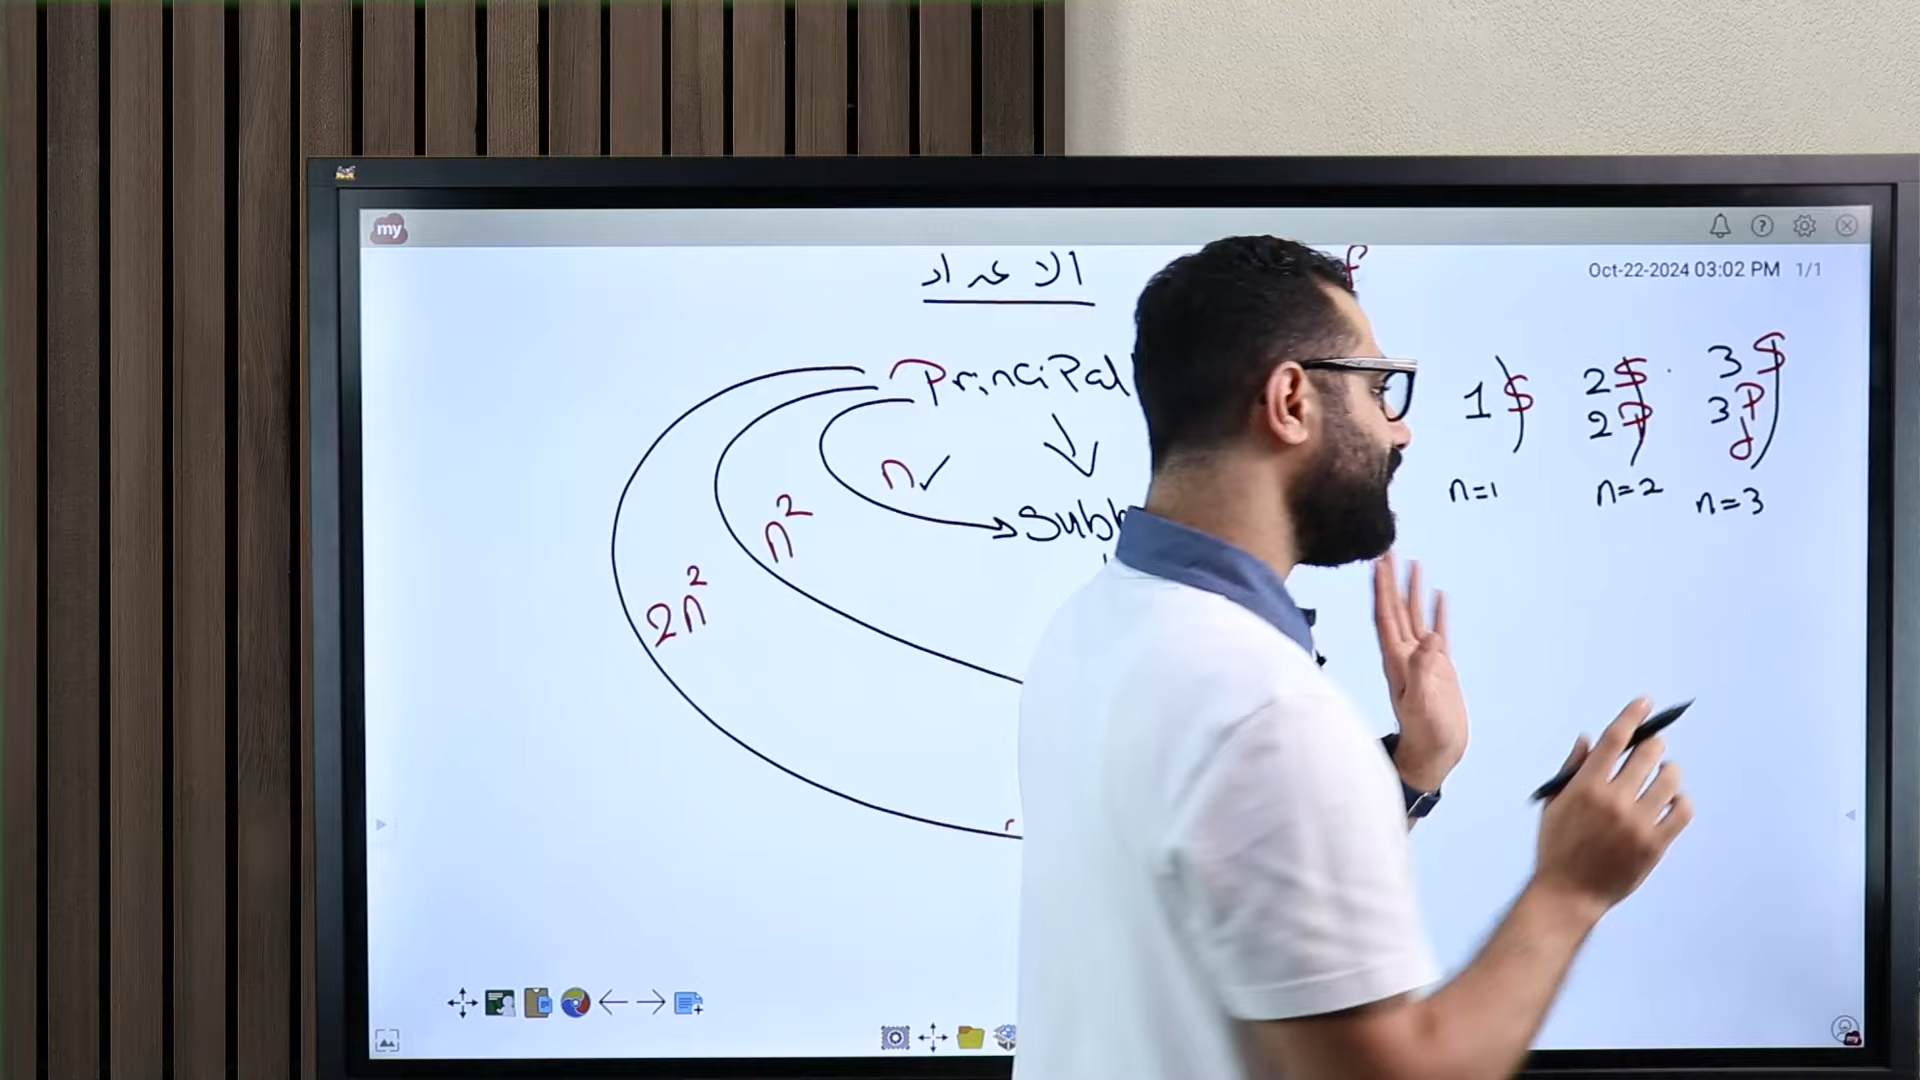 my
Oct-22-2024 03:02 PM 1/1
الاعداد
f
Principal
1S
2S
2P
3S
3P
d
n=1
n=2
n=3
n✓
n²
2n²